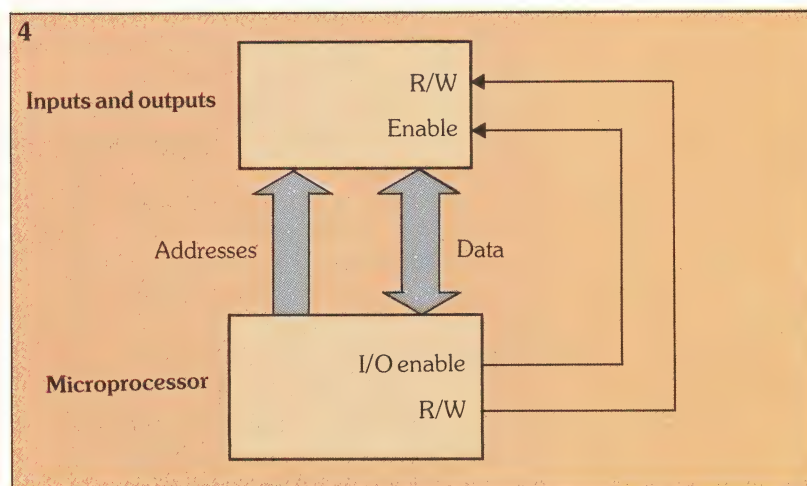 4
Inputs and outputs
R/W
Enable
Addresses
Data
Microprocessor
I/O enable
R/W